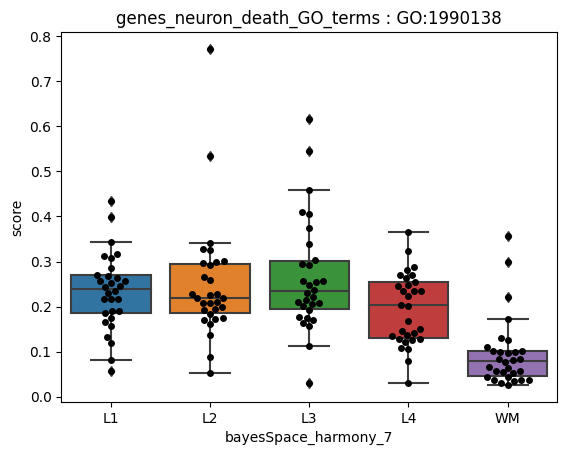 genes_neuron_death_GO_terms : GO:1990138
0.8
0.7
0.6
0.5
0.4
0.3
0.2
0.1
0.0
score
L1 L2 L3 L4 WM
bayesSpace_harmony_7